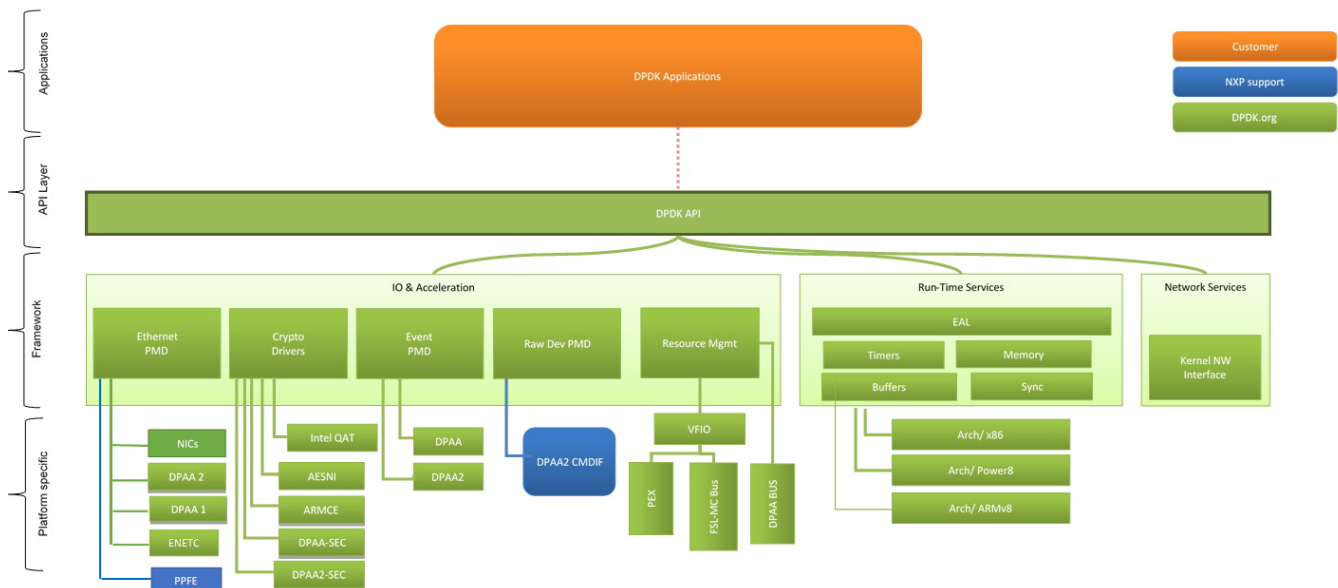 Applications
DPDK Applications
Customer
NXP support
DPDK.org
API Layer
DPDK API
Framework
IO & Acceleration
Ethernet
PMD
Crypto
Drivers
Event
PMD
Raw Dev PMD
Resource Mgmt
Run-Time Services
EAL
Timers
Memory
Buffers
Sync
Network Services
Kernel NW
Interface
Platform specific
NICs
DPAA 2
DPAA 1
ENETC
PPFE
Intel QAT
AESNI
ARMCE
DPAA-SEC
DPAA2-SEC
DPAA
DPAA2
DPAA2 CMDIF
VFIO
PEX
FSL-MC Bus
DPAA BUS
Arch/ x86
Arch/ Power8
Arch/ ARMv8